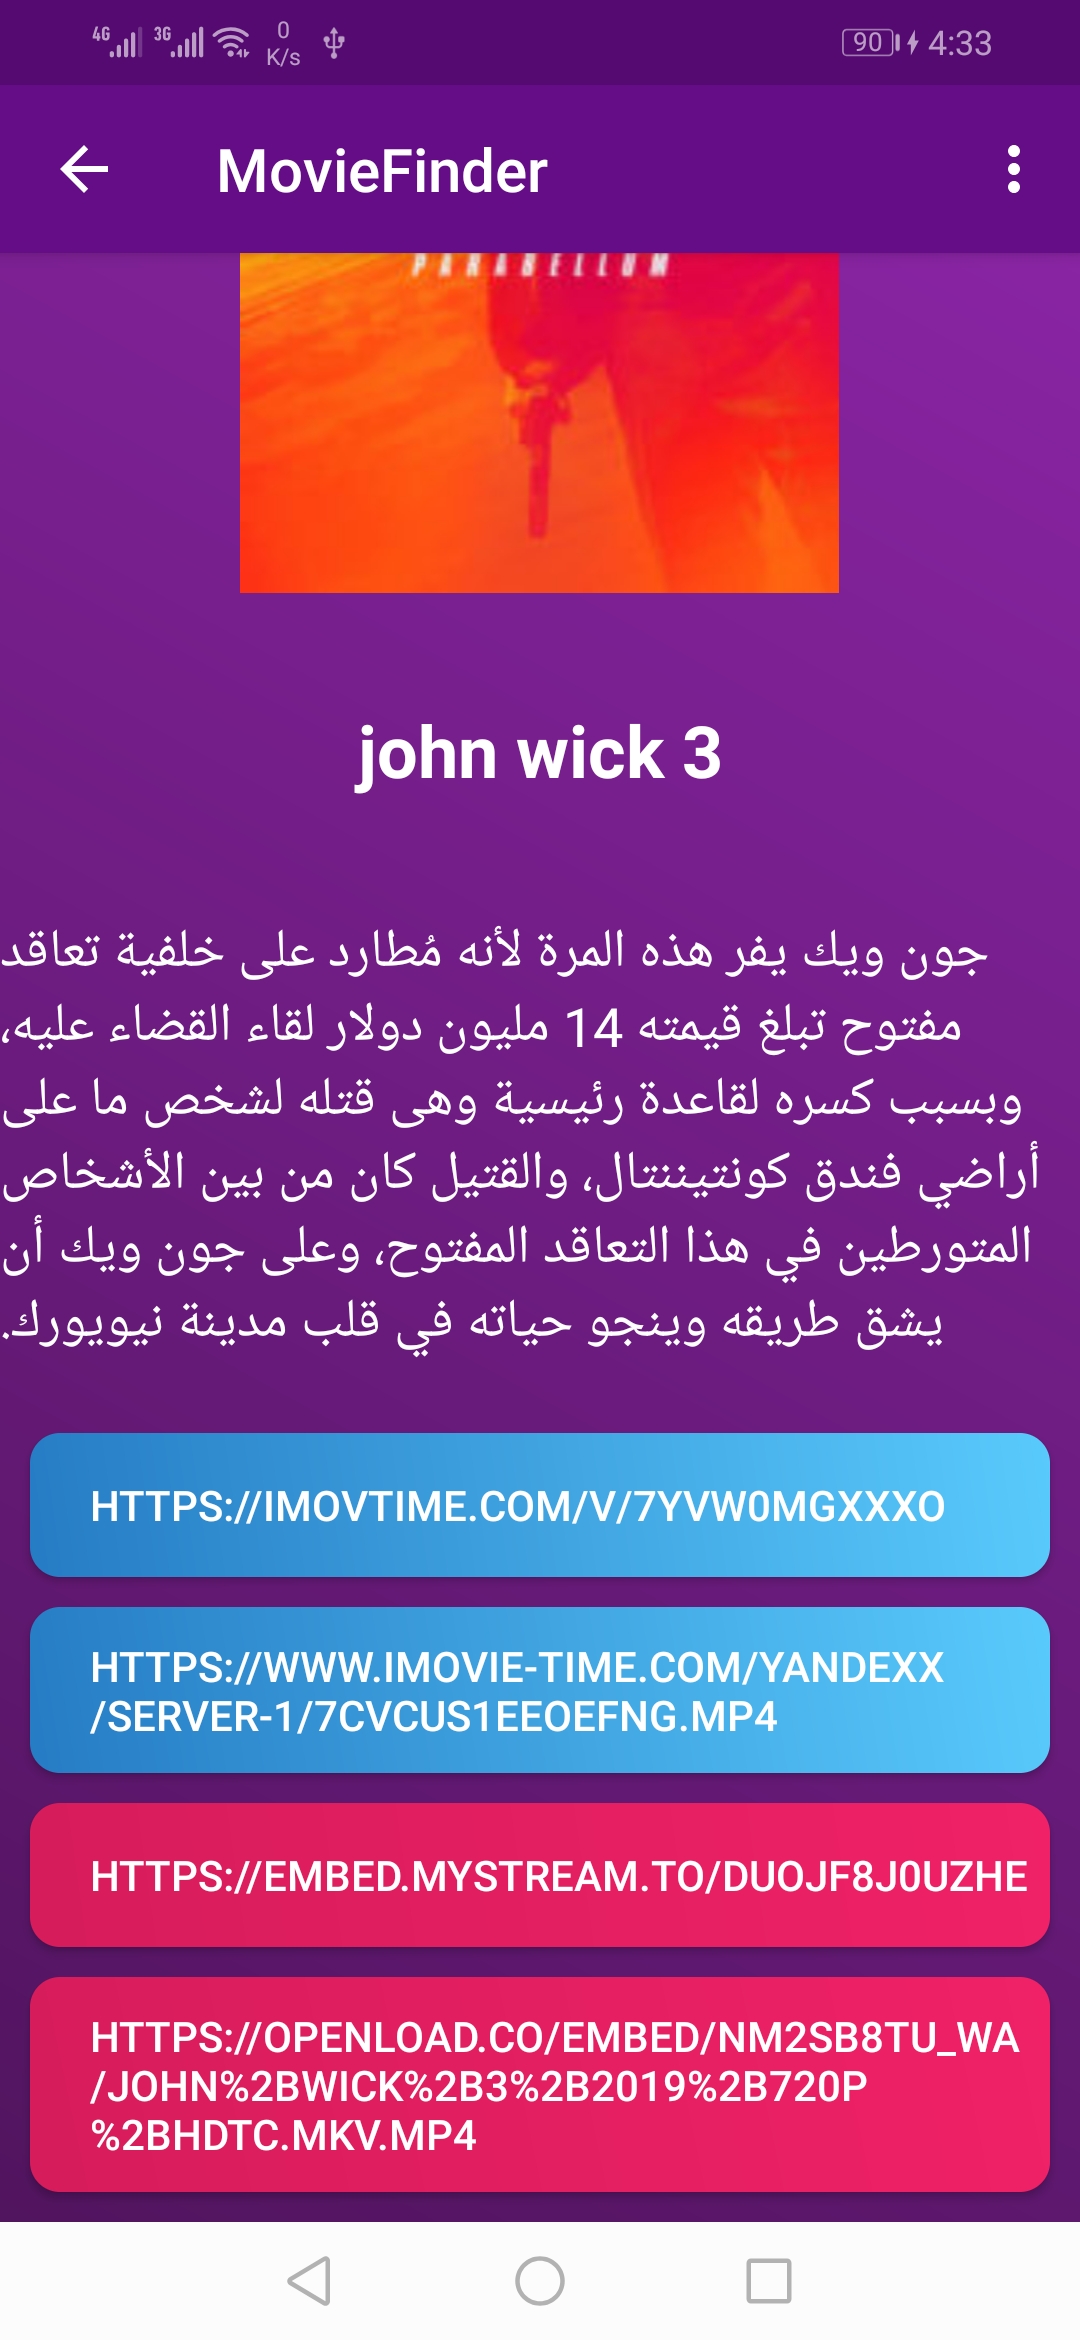 4G 3G 0 K/s 90 4:33
MovieFinder
PARABELLUM
john wick 3
جون ويك يفر هذه المرة لأنه مُطارد على خلفية تعاقد
مفتوح تبلغ قيمته 14 مليون دولار لقاء القضاء عليه،
وبسبب كسره لقاعدة رئيسية وهى قتله لشخص ما على
أراضي فندق كونتيننتال، والقتيل كان من بين الأشخاص
المتورطين في هذا التعاقد المفتوح، وعلى جون ويك أن
يشق طريقه وينجو حياته في قلب مدينة نيويورك.
HTTPS://IMOVTIME.COM/V/7YVW0MGXXXO
HTTPS://WWW.IMOVIE-TIME.COM/YANDEXX
/SERVER-1/7CVCUS1EEOEFNG.MP4
HTTPS://EMBED.MYSTREAM.TO/DUOJF8J0UZHE
HTTPS://OPENLOAD.CO/EMBED/NM2SB8TU_WA
/JOHN%2BWICK%2B3%2B2019%2B720P
%2BHDTC.MKV.MP4